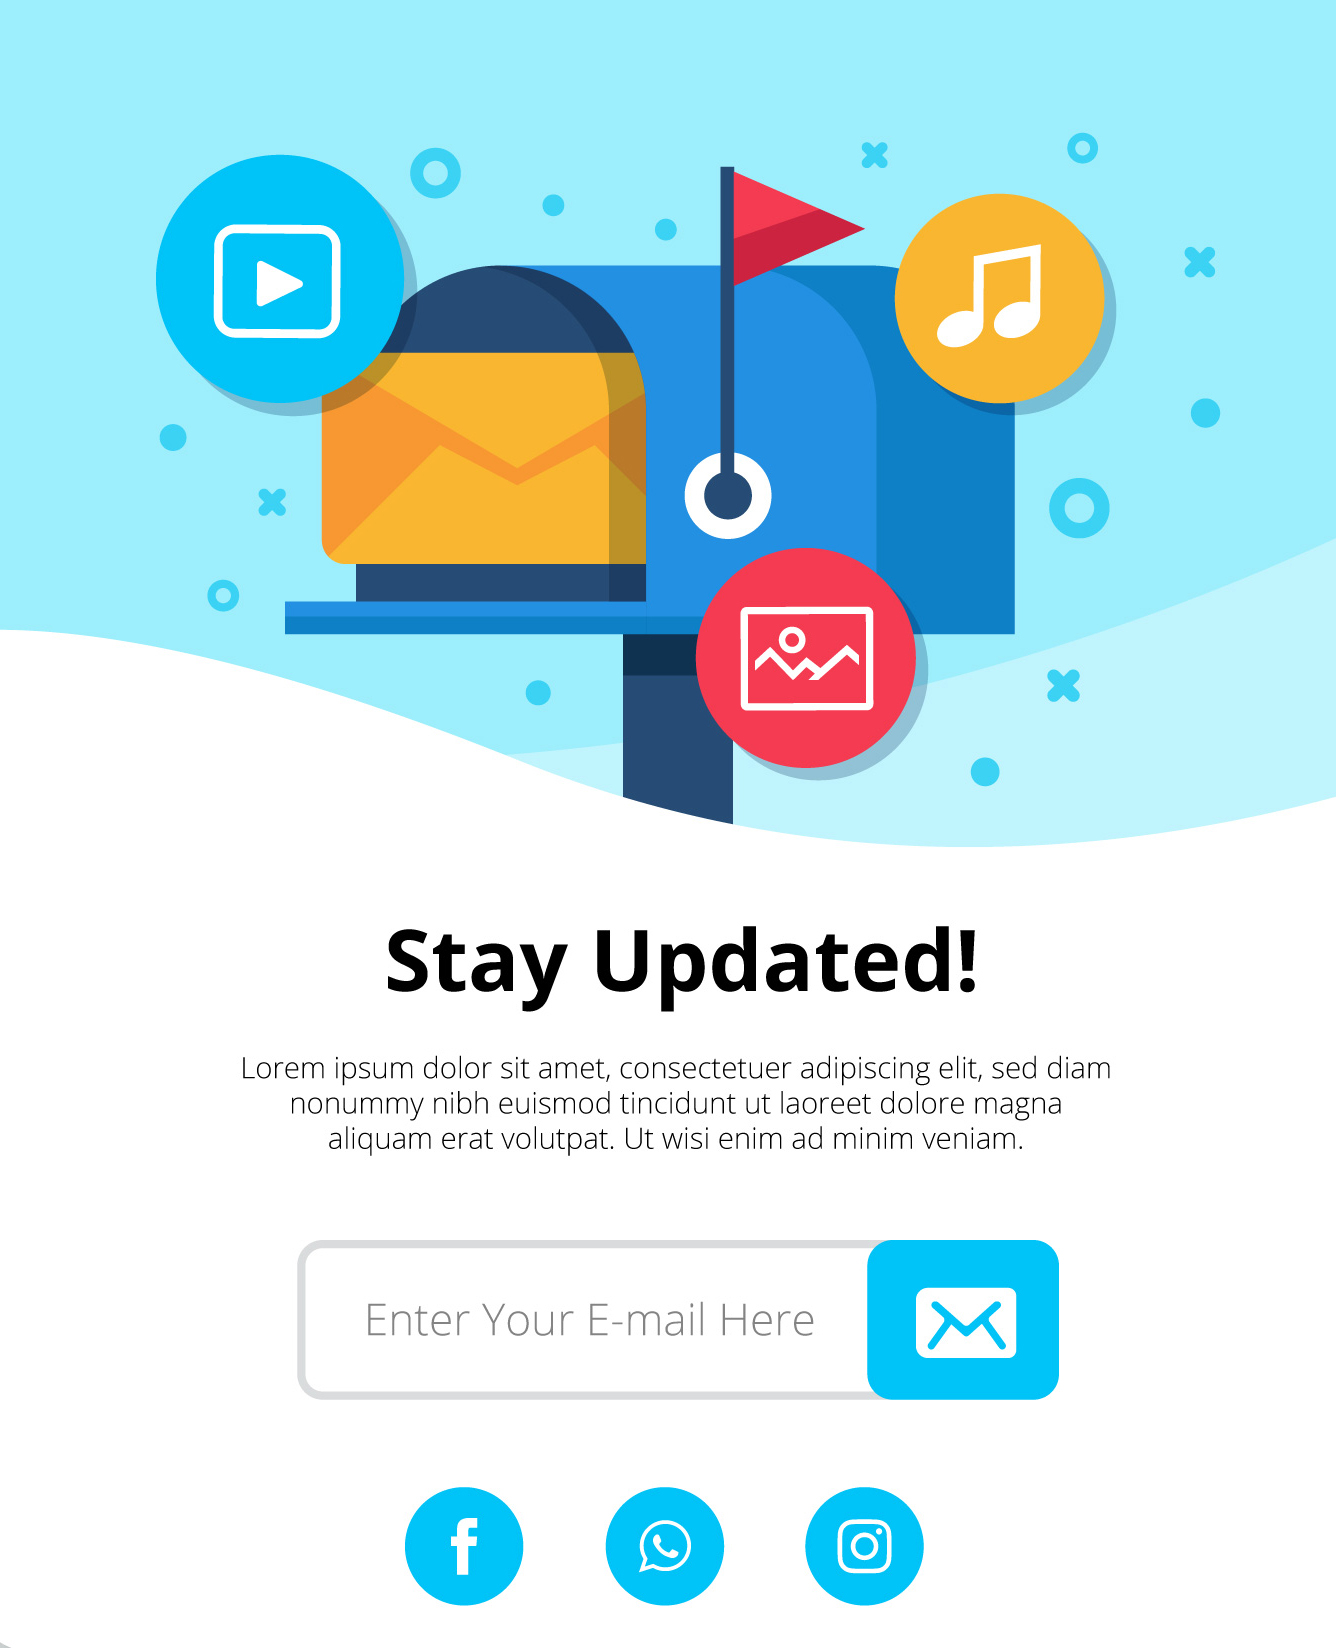 Stay Updated!
Lorem ipsum dolor sit amet, consectetuer adipiscing elit, sed diam
nonummy nibh euismod tincidunt ut laoreet dolore magna
aliquam erat volutpat. Ut wisi enim ad minim veniam.
Enter Your E-mail Here